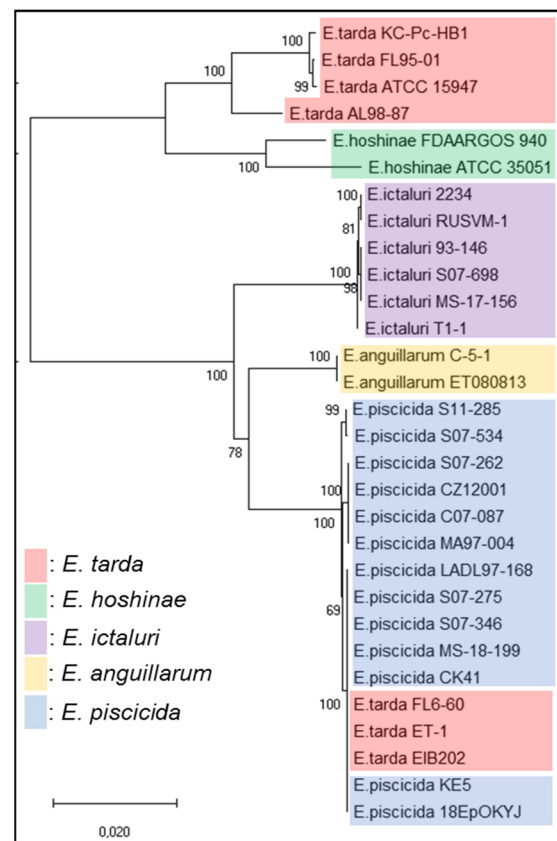 E.tarda KC-Pc-HB1
100
E.tarda FL95-01
99
E.tarda ATCC 15947
100
E.tarda AL98-87
E.hoshinae FDAARGOS 940
100
E.hoshinae ATCC 35051
100
E.ictaluri 2234
E.ictaluri RUSVM-1
81
E.ictaluri 93-146
100
E.ictaluri S07-698
98
E.ictaluri MS-17-156
E.ictaluri T1-1
100
E.anguillarum C-5-1
100
E.anguillarum ET080813
99
E.piscicida S11-285
E.piscicida S07-534
78
E.piscicida S07-262
100
E.piscicida CZ12001
100
E.piscicida C07-087
E.piscicida MA97-004
E.piscicida LADL97-168
E.piscicida S07-275
69
E.piscicida S07-346
E.piscicida MS-18-199
E.piscicida CK41
100
E.tarda FL6-60
E.tarda ET-1
E.tarda EIB202
E.piscicida KE5
E.piscicida 18EpOKYJ
: E. tarda
: E. hoshinae
: E. ictaluri
: E. anguillarum
: E. piscicida
0,020